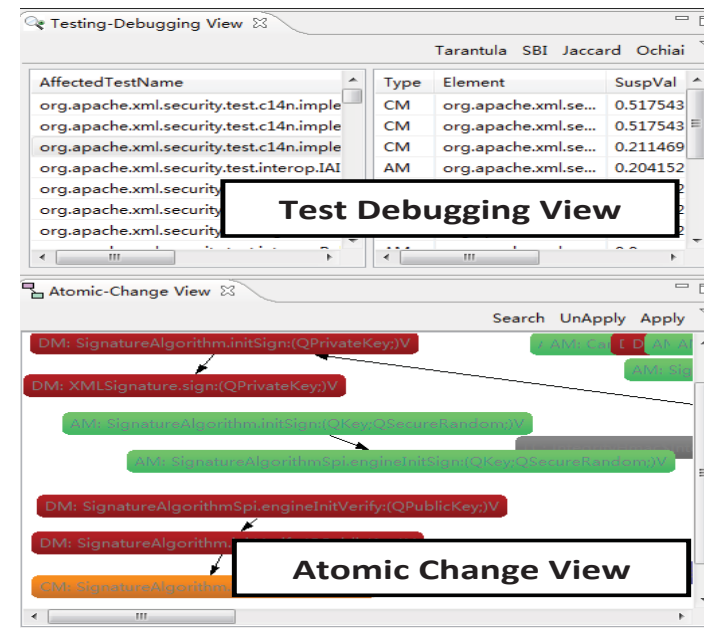 Testing-Debugging View
Tarantula SBI Jaccard Ochiai
AffectedTestName
org.apache.xml.security.test.c14n.imple
org.apache.xml.security.test.c14n.imple
org.apache.xml.security.test.c14n.imple
org.apache.xml.security.test.interop.IAI
org.apache.xml.security
org.apache.xml.security
org.apache.xml.security
Type Element SuspVal
CM org.apache.xml.se... 0.517543
CM org.apache.xml.se... 0.517543
CM org.apache.xml.se... 0.211469
AM org.apache.xml.se... 0.204152
Test Debugging View
Atomic-Change View
Search UnApply Apply
DM: SignatureAlgorithm.initSign:(QPrivateKey;)V
AM: Car
AM: Sig
DM: XMLSignature.sign:(QPrivateKey;)V
AM: SignatureAlgorithm.initSign:(QKey;QSecureRandom;)V
AM: SignatureAlgorithmSpi.engineInitSign:(QKey;QSecureRandom;)V
DM: SignatureAlgorithmSpi.engineInitVerify:(QPublicKey;)V
DM: SignatureAlgorithm.
CM: SignatureAlgorithm.
Atomic Change View